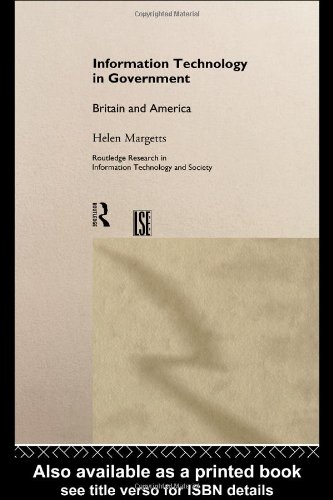 Information Technology
in Government
Britain and America
Helen Margetts
Routledge Research in
Information Technology and Society
R
ROUTLEDGE
LSE
Also available as a printed book
see title verso for ISBN details